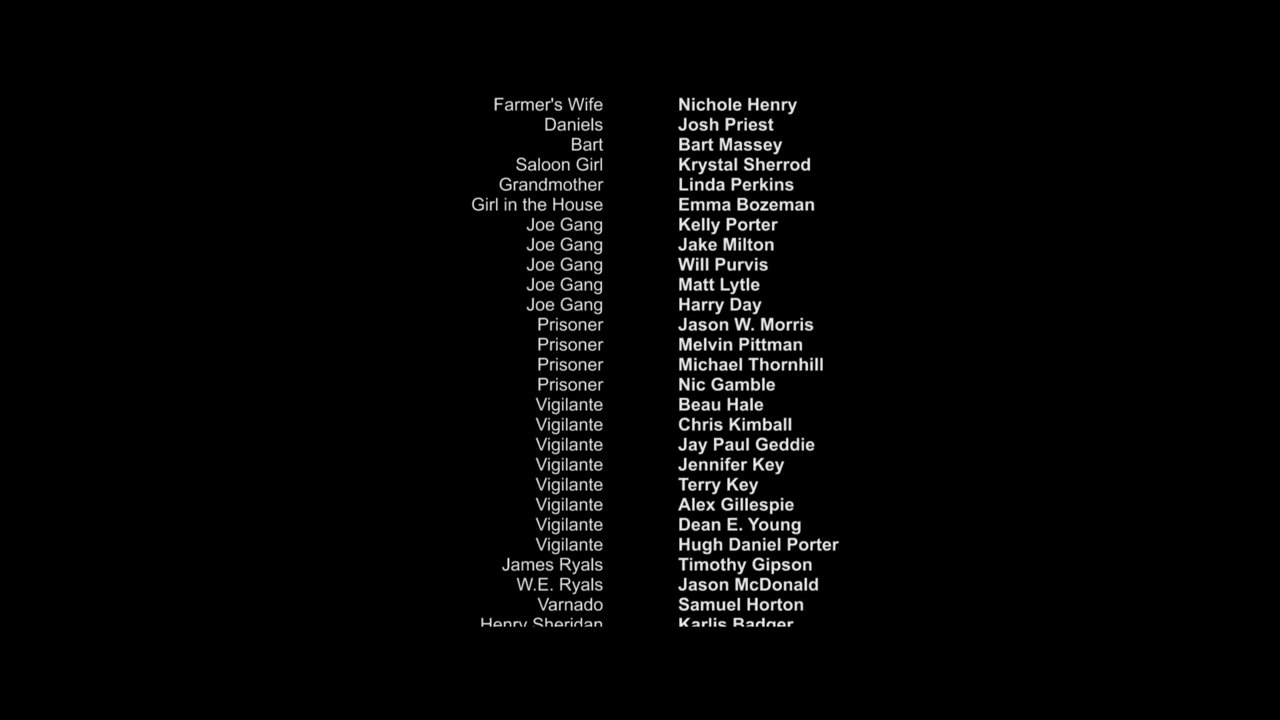 Farmer's Wife Nichole Henry
Daniels Josh Priest
Bart Bart Massey
Saloon Girl Krystal Sherrod
Grandmother Linda Perkins
Girl in the House Emma Bozeman
Joe Gang Kelly Porter
Joe Gang Jake Milton
Joe Gang Will Purvis
Joe Gang Matt Lytle
Joe Gang Harry Day
Prisoner Jason W. Morris
Prisoner Melvin Pittman
Prisoner Michael Thornhill
Prisoner Nic Gamble
Vigilante Beau Hale
Vigilante Chris Kimball
Vigilante Jay Paul Geddie
Vigilante Jennifer Key
Vigilante Terry Key
Vigilante Alex Gillespie
Vigilante Dean E. Young
Vigilante Hugh Daniel Porter
James Ryals Timothy Gipson
W.E. Ryals Jason McDonald
Varnado Samuel Horton
Henry Sheridan Karlis Badger